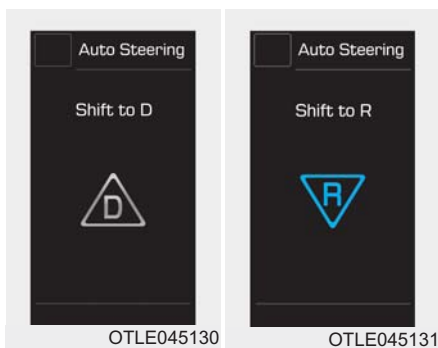 Auto Steering
Shift to D
D
OTLE045130
Auto Steering
Shift to R
R
OTLE045131